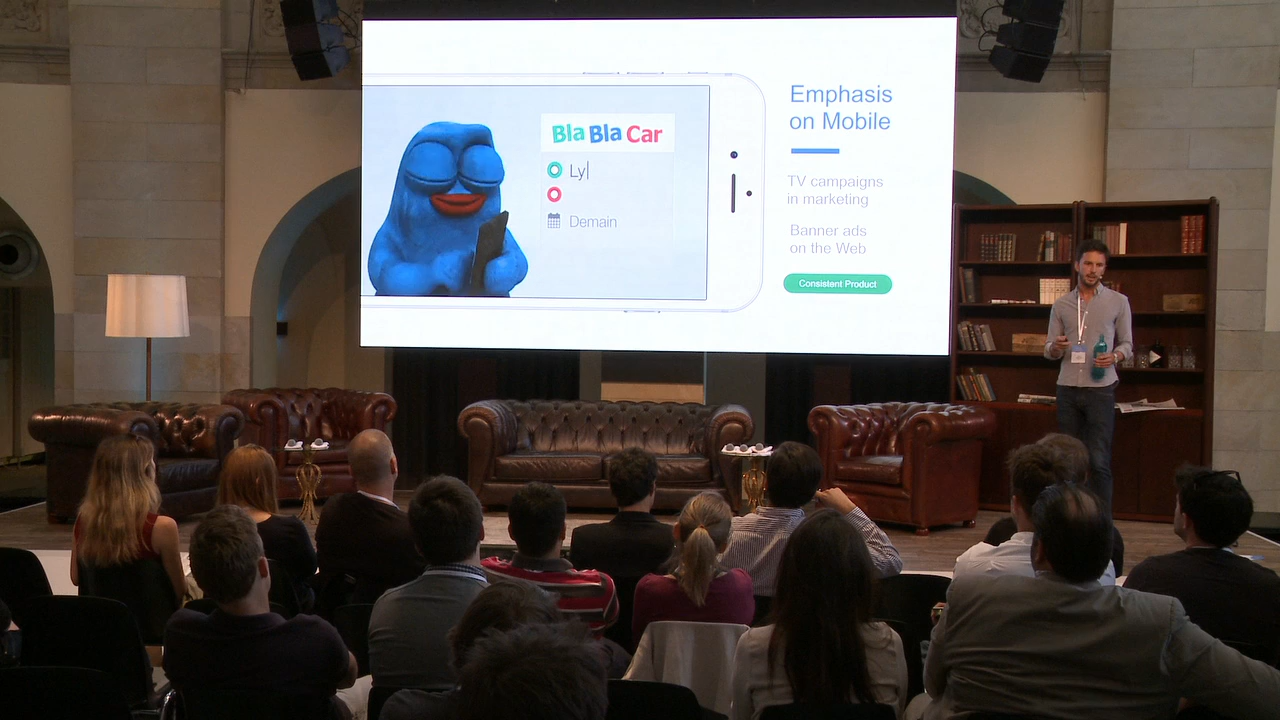 BlaBlaCar
Ly
Demain
Emphasis
on Mobile
TV campaigns
in marketing
Banner ads
on the Web
Consistent Product